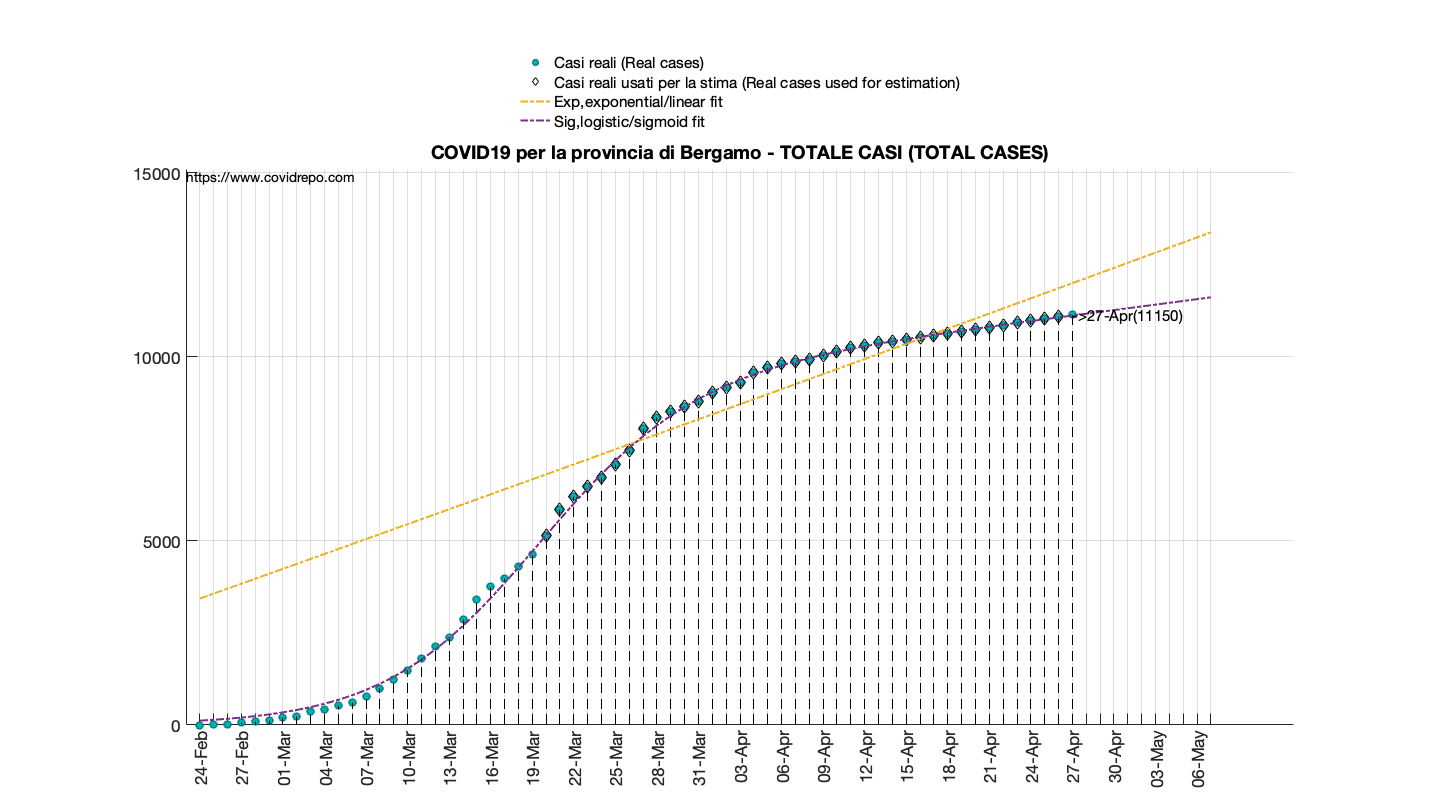 Casi reali (Real cases)
Casi reali usati per la stima (Real cases used for estimation)
Exp,exponential/linear fit
Sig,logistic/sigmoid fit
COVID19 per la provincia di Bergamo - TOTALE CASI (TOTAL CASES)
15000
https://www.covidrepo.com
10000
>27-Apr(11150)
5000
0
24-Feb
27-Feb
01-Mar
04-Mar
07-Mar
10-Mar
13-Mar
16-Mar
19-Mar
22-Mar
25-Mar
28-Mar
31-Mar
03-Apr
06-Apr
09-Apr
12-Apr
15-Apr
18-Apr
21-Apr
24-Apr
27-Apr
30-Apr
03-May
06-May